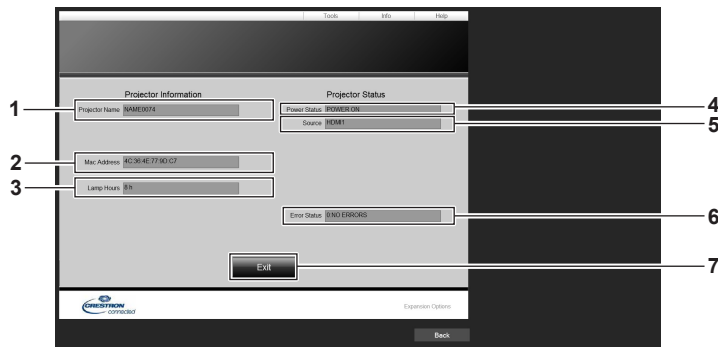 Tools Info Help
Projector Information Projector Status
1 Projector Name NAME0074 Power Status POWER ON 4
Source HDMI1 5
2 Mac Address 4C:36:4E:77:9D:C7
3 Lamp Hours 8 h
Error Status 0:NO ERRORS 6
Exit 7
CRESTRON
connected
Expansion Options
Back